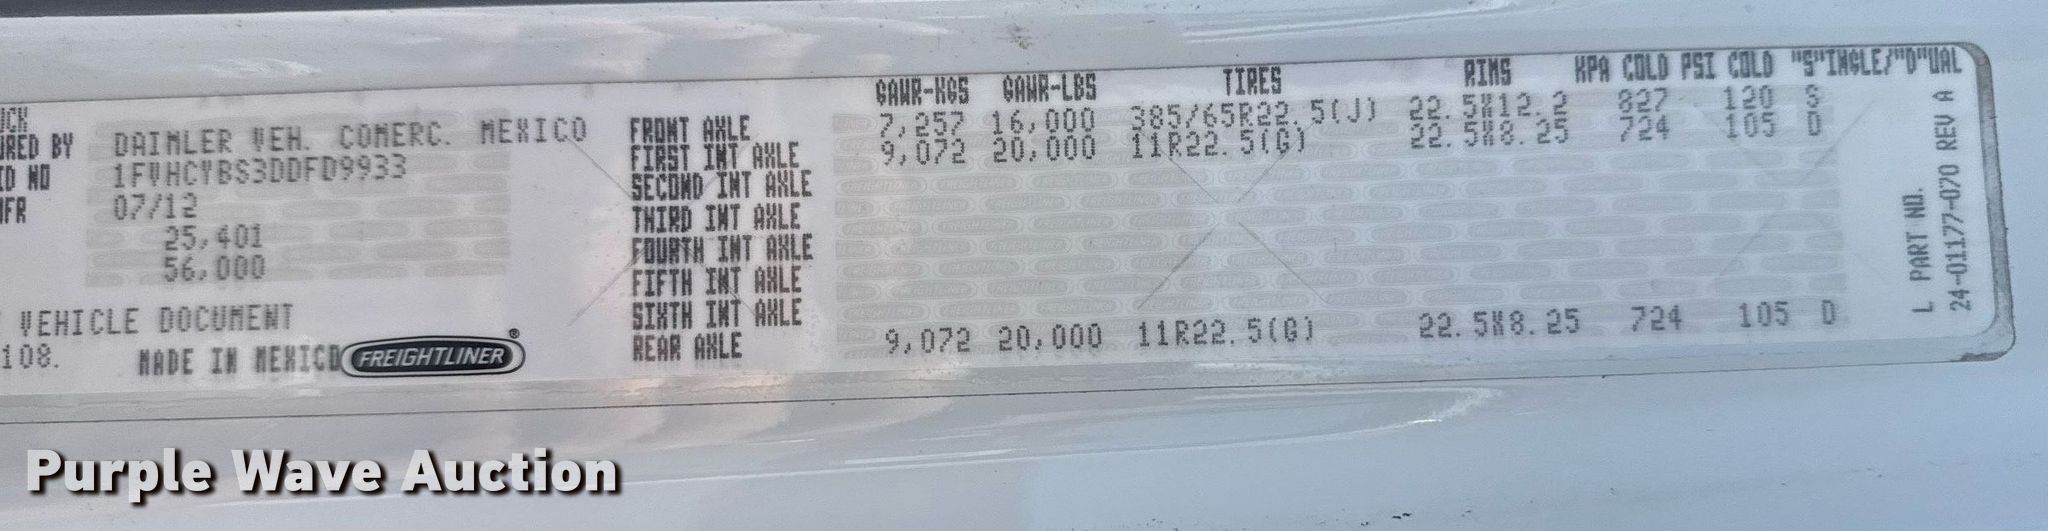 GAWR-KGS GAWR-LBS TIRES RIMS KPA COLD PSI COLD "S"INGLE/"D"UAL
UCK
URED BY DAIMLER VEH. COMERC. MEXICO
ID NO 1FVHCYBS3DDFD9933
MFR 07/12
25,401
56,000
VEHICLE DOCUMENT
108. MADE IN MEXICO FREIGHTLINER®
FRONT AXLE 7,257 16,000 385/65R22.5(J) 22.5X12.2 827 120 S
FIRST INT AXLE 9,072 20,000 11R22.5(G) 22.5X8.25 724 105 D
SECOND INT AXLE
THIRD INT AXLE
FOURTH INT AXLE
FIFTH INT AXLE
SIXTH INT AXLE
REAR AXLE 9,072 20,000 11R22.5(G) 22.5X8.25 724 105 D
L PART NO.
24-01177-070 REV A
Purple Wave Auction